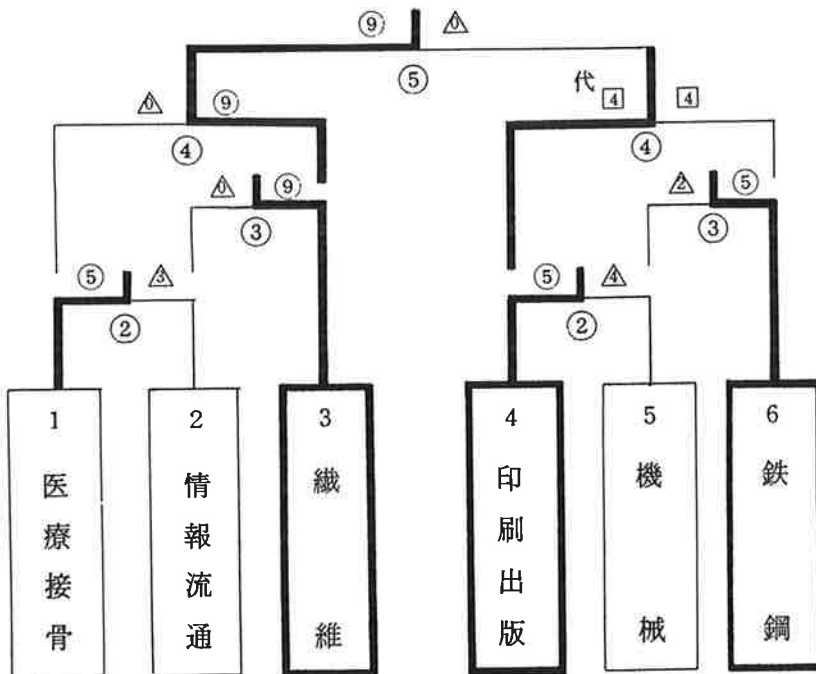 ⑨ 0
⑤
代 4 4
0 ⑨
④ ④
0 ⑨ 2 ⑤
③ ③
⑤ 3 ⑤ 4
② ②
1 医療接骨
2 情報流通
3 繊維
4 印刷出版
5 機械
6 鉄鋼